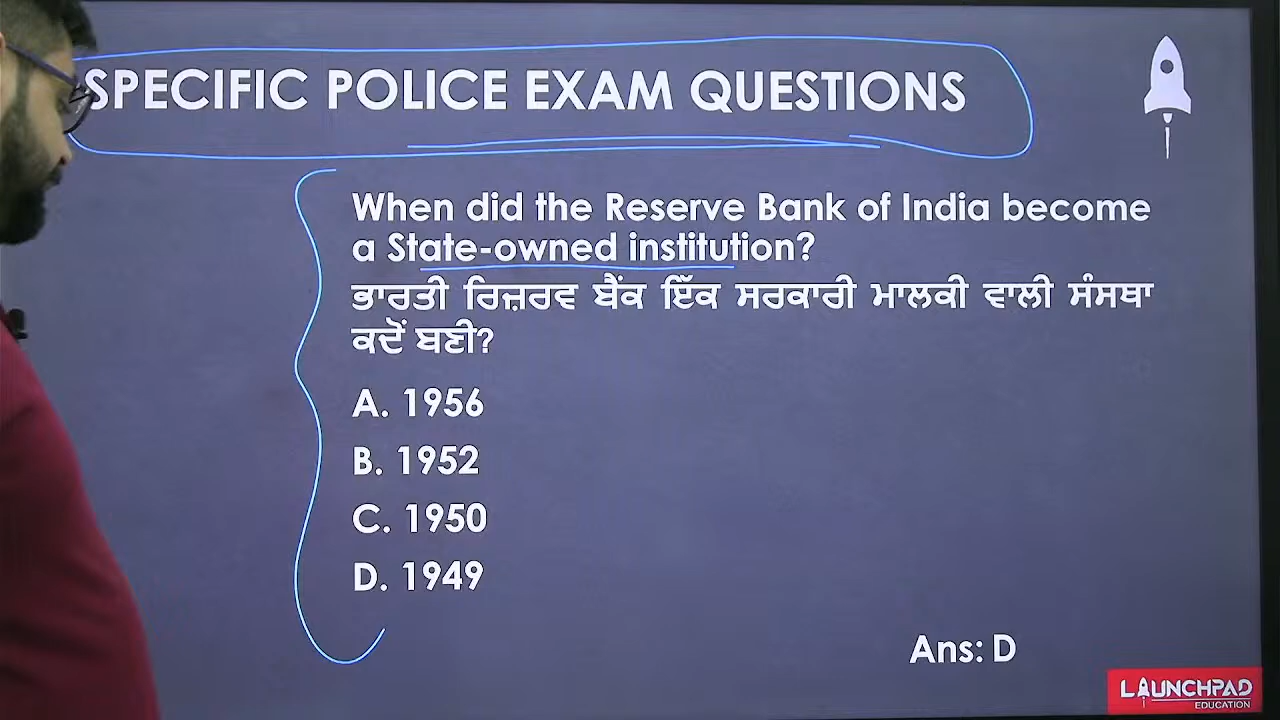 SPECIFIC POLICE EXAM QUESTIONS
When did the Reserve Bank of India become
a State-owned institution?
ਭਾਰਤੀ ਰਿਜ਼ਰਵ ਬੈਂਕ ਇੱਕ ਸਰਕਾਰੀ ਮਾਲਕੀ ਵਾਲੀ ਸੰਸਥਾ
ਕਦੋਂ ਬਣੀ?
A. 1956
B. 1952
C. 1950
D. 1949
Ans: D
LAUNCHPAD
EDUCATION